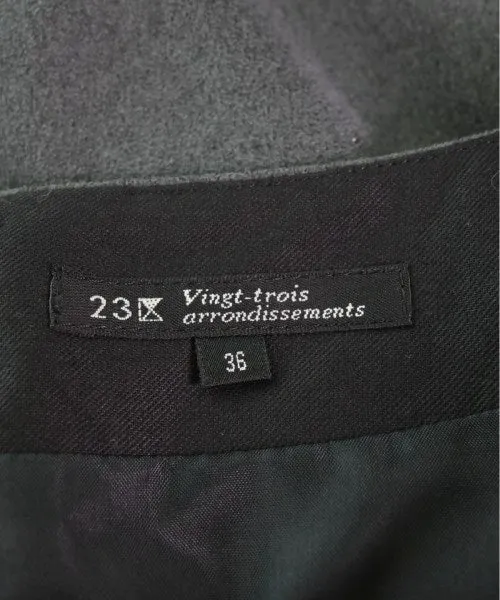 23区 Vingt-trois
arrondissements
36